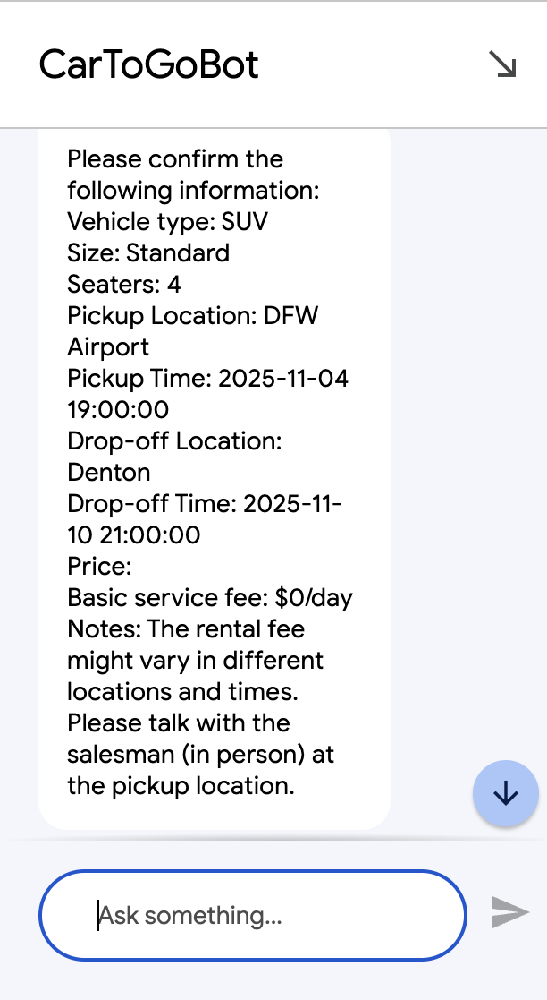 CarToGoBot
Please confirm the
following information:
Vehicle type: SUV
Size: Standard
Seaters: 4
Pickup Location: DFW
Airport
Pickup Time: 2025-11-04
19:00:00
Drop-off Location:
Denton
Drop-off Time: 2025-11-
10 21:00:00
Price:
Basic service fee: $0/day
Notes: The rental fee
might vary in different
locations and times.
Please talk with the
salesman (in person) at
the pickup location.
Ask something...